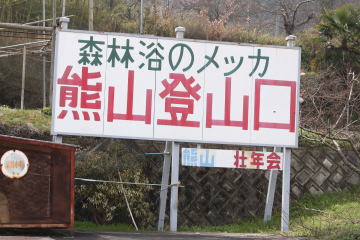 森林浴のメッカ
熊山登山口
熊山 壮年会